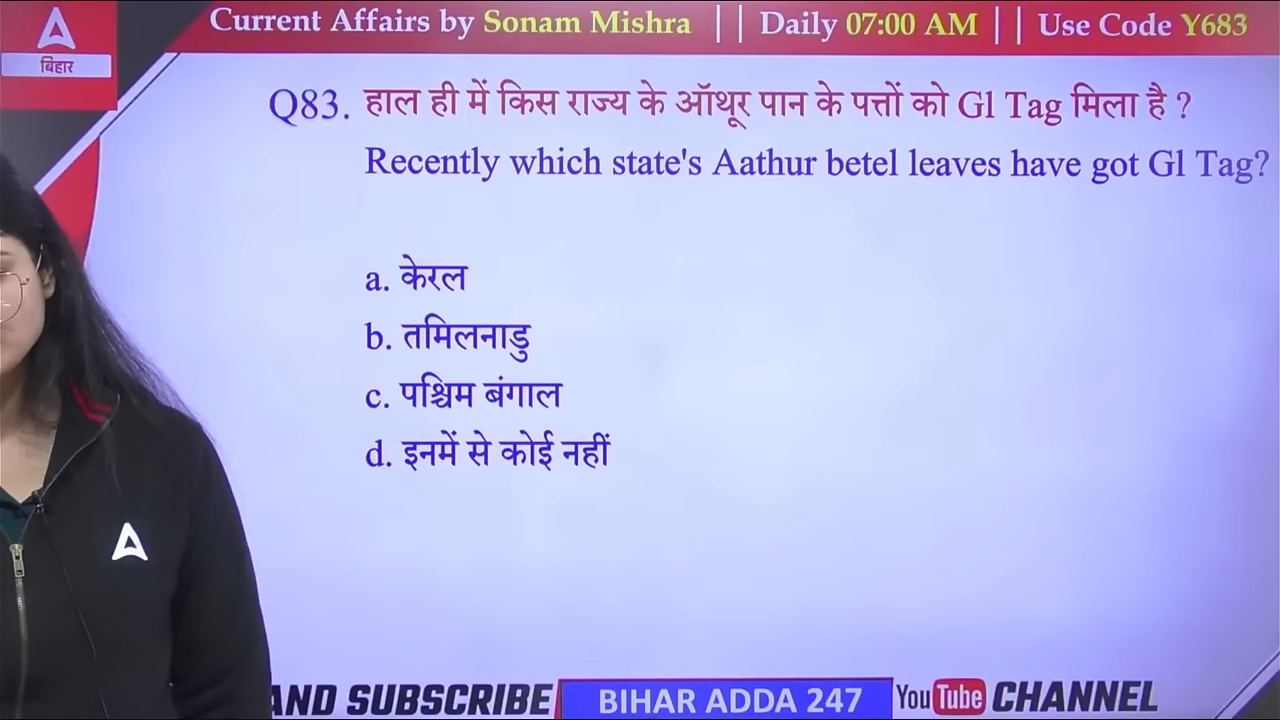 Current Affairs by Sonam Mishra || Daily 07:00 AM || Use Code Y683
बिहार
Q83. हाल ही में किस राज्य के ऑथूर पान के पत्तों को Gl Tag मिला है ?
Recently which state's Aathur betel leaves have got Gl Tag?
a. केरल
b. तमिलनाडु
c. पश्चिम बंगाल
d. इनमें से कोई नहीं
AND SUBSCRIBE BIHAR ADDA 247 YouTube CHANNEL